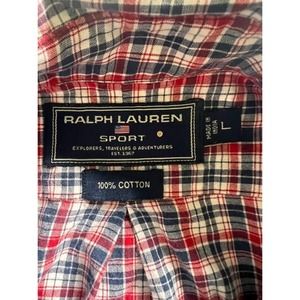 RALPH LAUREN
SPORT
EXPLORERS, TRAVELERS & ADVENTURERS
EST. 1967
L
MADE IN
INDIA
100% COTTON